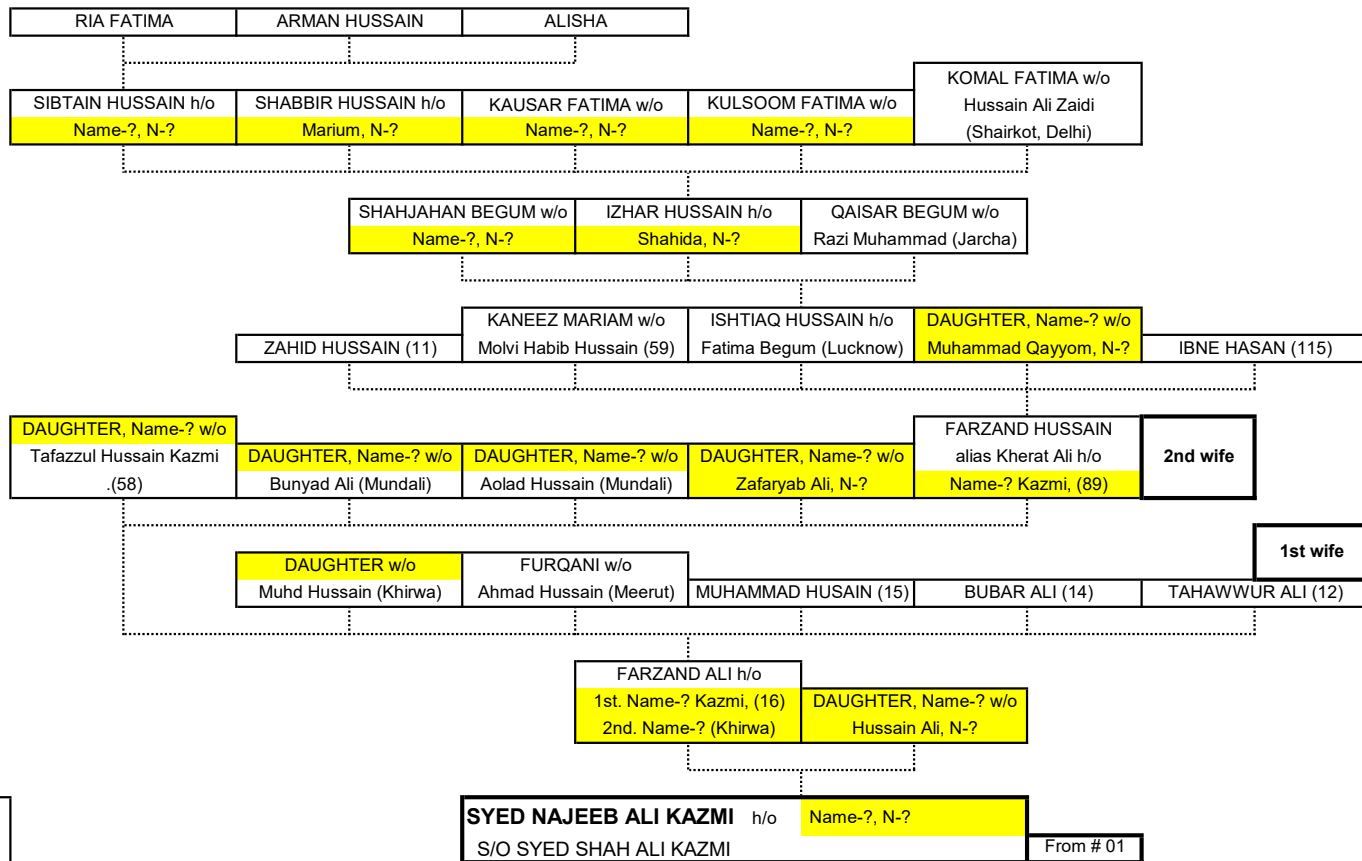 RIA FATIMA
ARMAN HUSSAIN
ALISHA
SIBTAIN HUSSAIN h/o
Name-?, N-?
SHABBIR HUSSAIN h/o
Marium, N-?
KAUSAR FATIMA w/o
Name-?, N-?
KULSOOM FATIMA w/o
Name-?, N-?
KOMAL FATIMA w/o
Hussain Ali Zaidi
(Shairkot, Delhi)
SHAHJAHAN BEGUM w/o
Name-?, N-?
IZHAR HUSSAIN h/o
Shahida, N-?
QAISAR BEGUM w/o
Razi Muhammad (Jarcha)
ZAHID HUSSAIN (11)
KANEEZ MARIAM w/o
Molvi Habib Hussain (59)
ISHTIAQ HUSSAIN h/o
Fatima Begum (Lucknow)
DAUGHTER, Name-? w/o
Muhammad Qayyom, N-?
IBNE HASAN (115)
DAUGHTER, Name-? w/o
Tafazzul Hussain Kazmi
.(58)
DAUGHTER, Name-? w/o
Bunyad Ali (Mundali)
DAUGHTER, Name-? w/o
Aolad Hussain (Mundali)
DAUGHTER, Name-? w/o
Zafaryab Ali, N-?
FARZAND HUSSAIN
alias Kherat Ali h/o
Name-? Kazmi, (89)
2nd wife
1st wife
DAUGHTER w/o
Muhd Hussain (Khirwa)
FURQANI w/o
Ahmad Hussain (Meerut)
MUHAMMAD HUSAIN (15)
BUBAR ALI (14)
TAHAWWUR ALI (12)
FARZAND ALI h/o
1st. Name-? Kazmi, (16)
2nd. Name-? (Khirwa)
DAUGHTER, Name-? w/o
Hussain Ali, N-?
SYED NAJEEB ALI KAZMI h/o Name-?, N-?
S/O SYED SHAH ALI KAZMI
From # 01